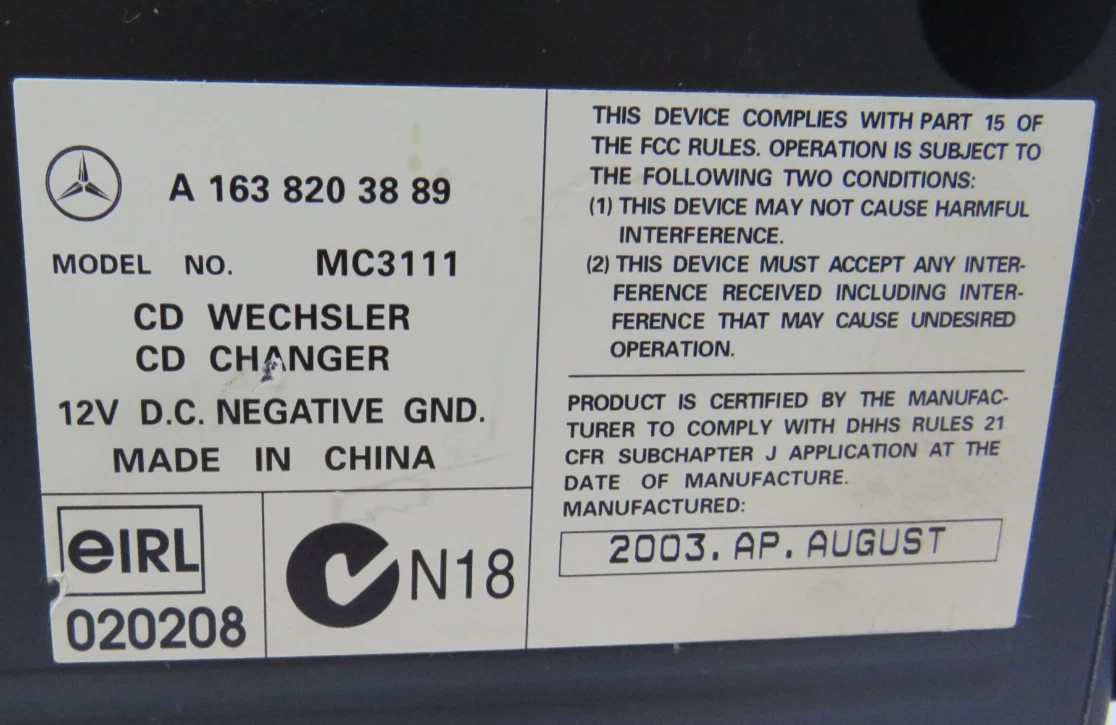 A 163 820 38 89
MODEL NO. MC3111
CD WECHSLER
CD CHANGER
12V D.C. NEGATIVE GND.
MADE IN CHINA
eIRL
020208
N18
THIS DEVICE COMPLIES WITH PART 15 OF
THE FCC RULES. OPERATION IS SUBJECT TO
THE FOLLOWING TWO CONDITIONS:
(1) THIS DEVICE MAY NOT CAUSE HARMFUL
INTERFERENCE.
(2) THIS DEVICE MUST ACCEPT ANY INTER-
FERENCE RECEIVED INCLUDING INTER-
FERENCE THAT MAY CAUSE UNDESIRED
OPERATION.
PRODUCT IS CERTIFIED BY THE MANUFAC-
TURER TO COMPLY WITH DHHS RULES 21
CFR SUBCHAPTER J APPLICATION AT THE
DATE OF MANUFACTURE.
MANUFACTURED:
2003. AP. AUGUST